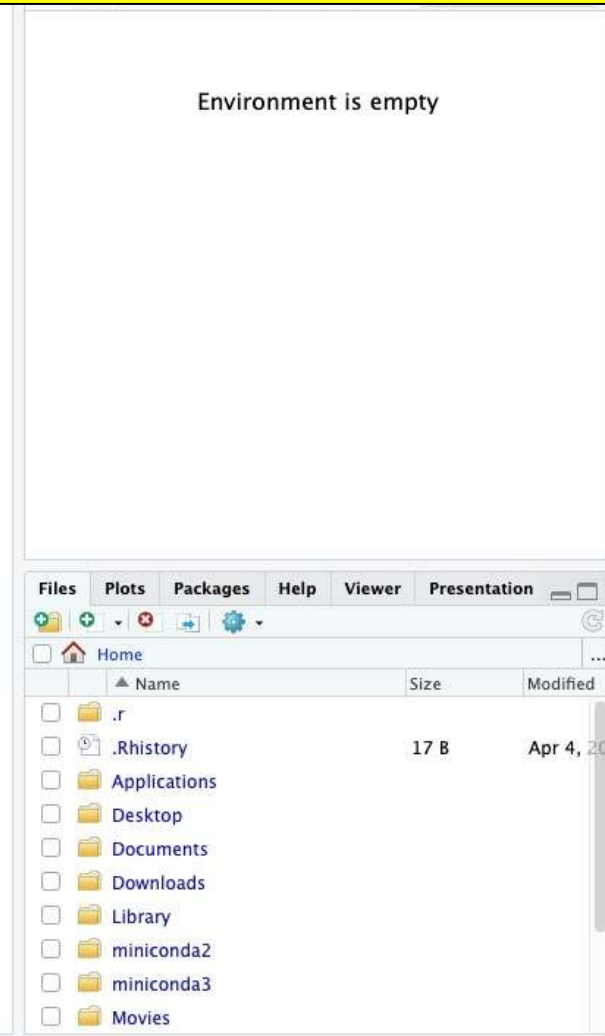 Environment is empty
Files Plots Packages Help Viewer Presentation
Home ...
Name Size Modified
.r
.Rhistory 17 B Apr 4,
Applications
Desktop
Documents
Downloads
Library
miniconda2
miniconda3
Movies